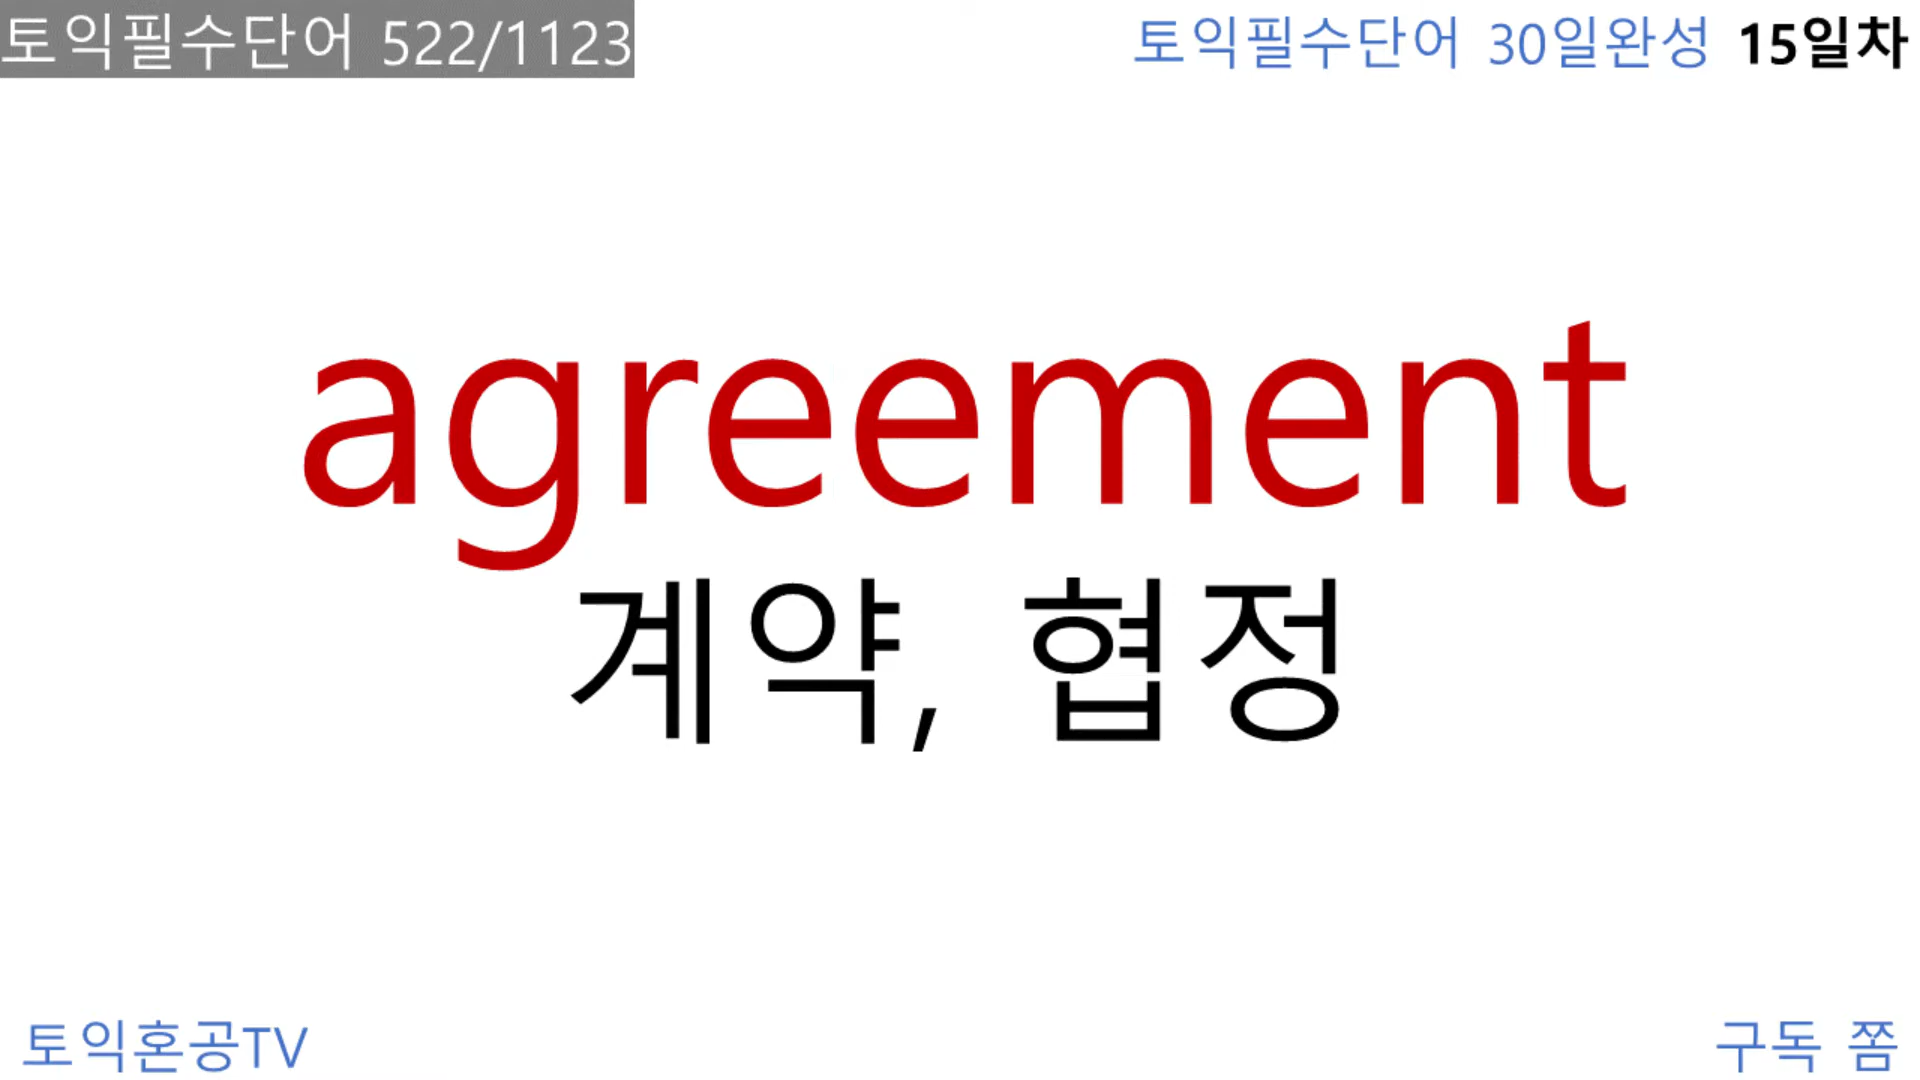 토익필수단어 522/1123
토익필수단어 30일완성 15일차
agreement
계약, 협정
토익혼공TV
구독 쫌